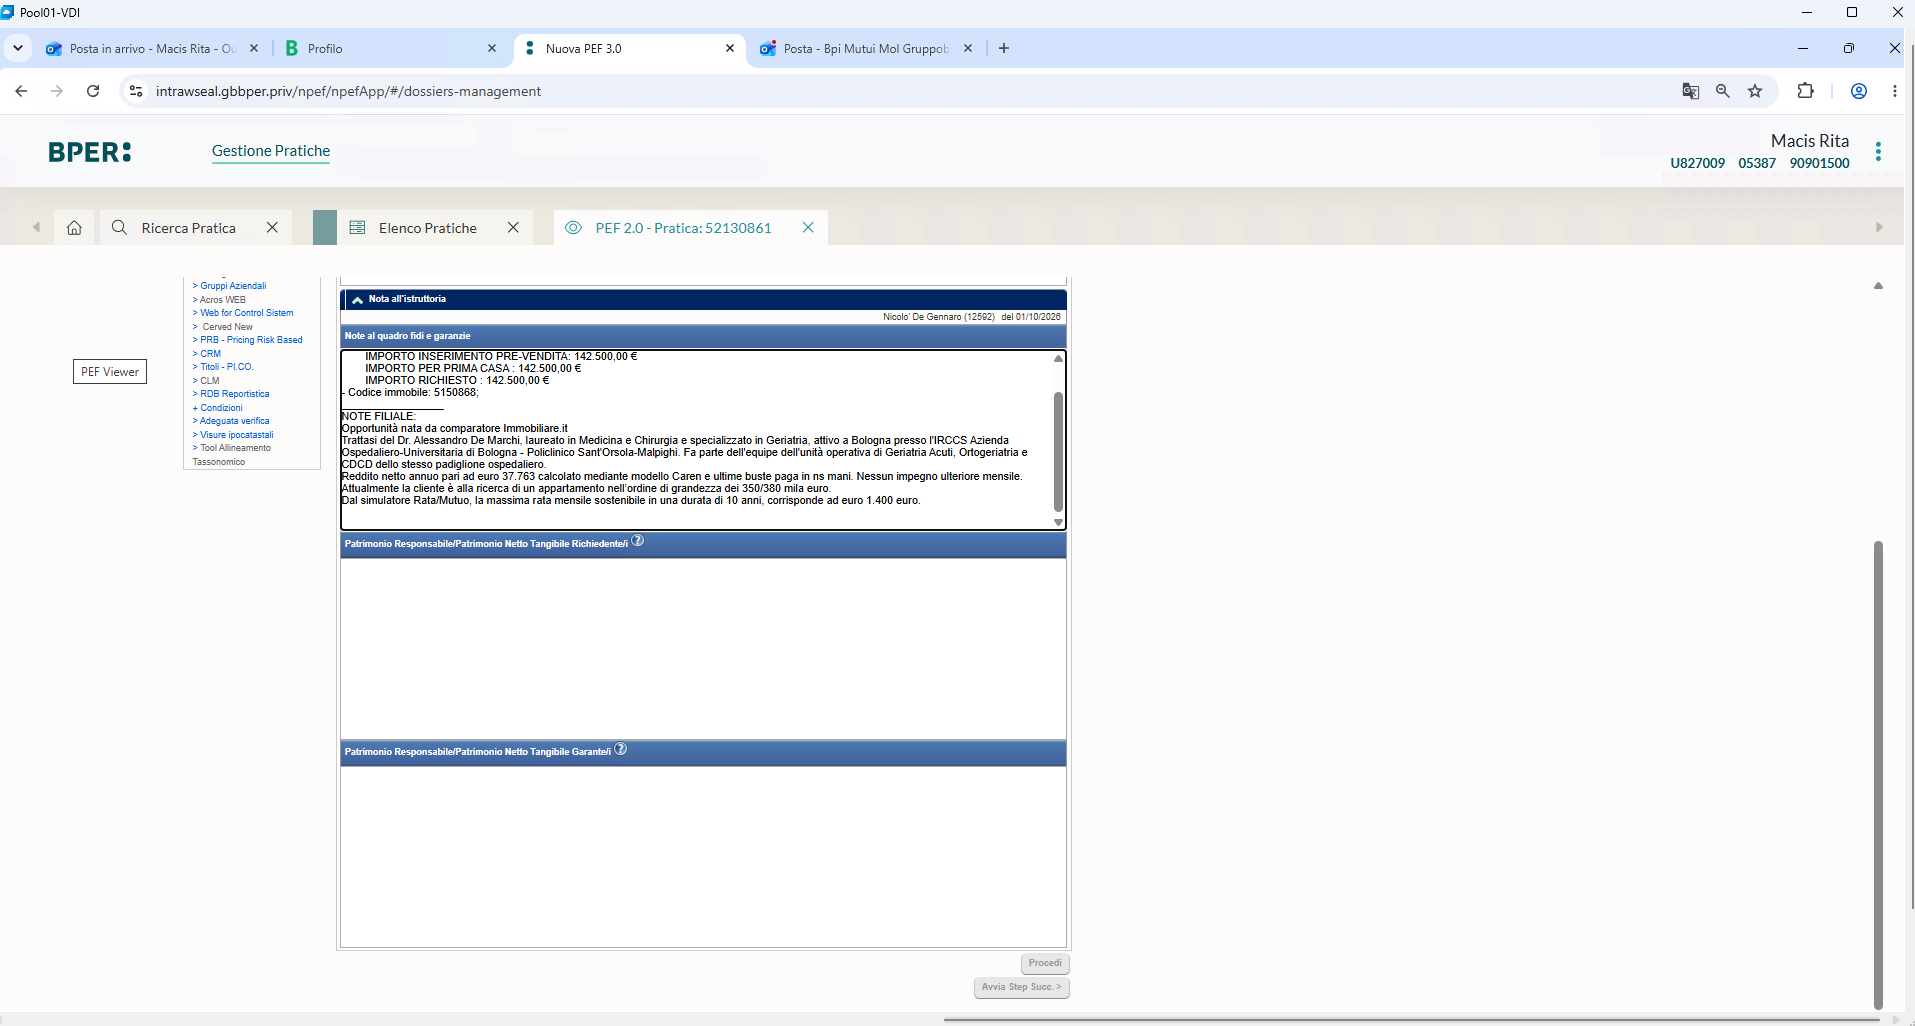 Pool01-VDI
Posta in arrivo - Macis Rita - Ou
Profilo
Nuova PEF 3.0
Posta - Bpi Mutui Mol Gruppob
intrawseal.gbbper.priv/npef/npefApp/#/dossiers-management
BPER:
Gestione Pratiche
Macis Rita
U827009 05387 90901500
Ricerca Pratica
Elenco Pratiche
PEF 2.0 - Pratica: 52130861
PEF Viewer
> Gruppi Aziendali
> Acros WEB
> Web for Control Sistem
> Cerved New
> PRB - Pricing Risk Based
> CRM
> Titoli - PI.CO.
> CLM
> RDB Reportistica
+ Condizioni
> Adeguata verifica
> Visure ipocatastali
> Tool Allineamento
Tassonomico
Nota all'istruttoria
Nicolo' De Gennaro (12592) del 01/10/2026
Note al quadro fidi e garanzie
IMPORTO INSERIMENTO PRE-VENDITA: 142.500,00 €
IMPORTO PER PRIMA CASA : 142.500,00 €
IMPORTO RICHIESTO : 142.500,00 €
- Codice immobile: 5150868;
NOTE FILIALE:
Opportunità nata da comparatore Immobiliare.it
Trattasi del Dr. Alessandro De Marchi, laureato in Medicina e Chirurgia e specializzato in Geriatria, attivo a Bologna presso l'IRCCS Azienda
Ospedaliero-Universitaria di Bologna - Policlinico Sant'Orsola-Malpighi. Fa parte dell'equipe dell'unità operativa di Geriatria Acuti, Ortogeriatria e
CDCD dello stesso padiglione ospedaliero.
Reddito netto annuo pari ad euro 37.763 calcolato mediante modello Caren e ultime buste paga in ns mani. Nessun impegno ulteriore mensile.
Attualmente la cliente è alla ricerca di un appartamento nell'ordine di grandezza dei 350/380 mila euro.
Dal simulatore Rata/Mutuo, la massima rata mensile sostenibile in una durata di 10 anni, corrisponde ad euro 1.400 euro.
Patrimonio Responsabile/Patrimonio Netto Tangibile Richiedente/i ?
Patrimonio Responsabile/Patrimonio Netto Tangibile Garante/i ?
Procedi
Avvia Step Succ. >